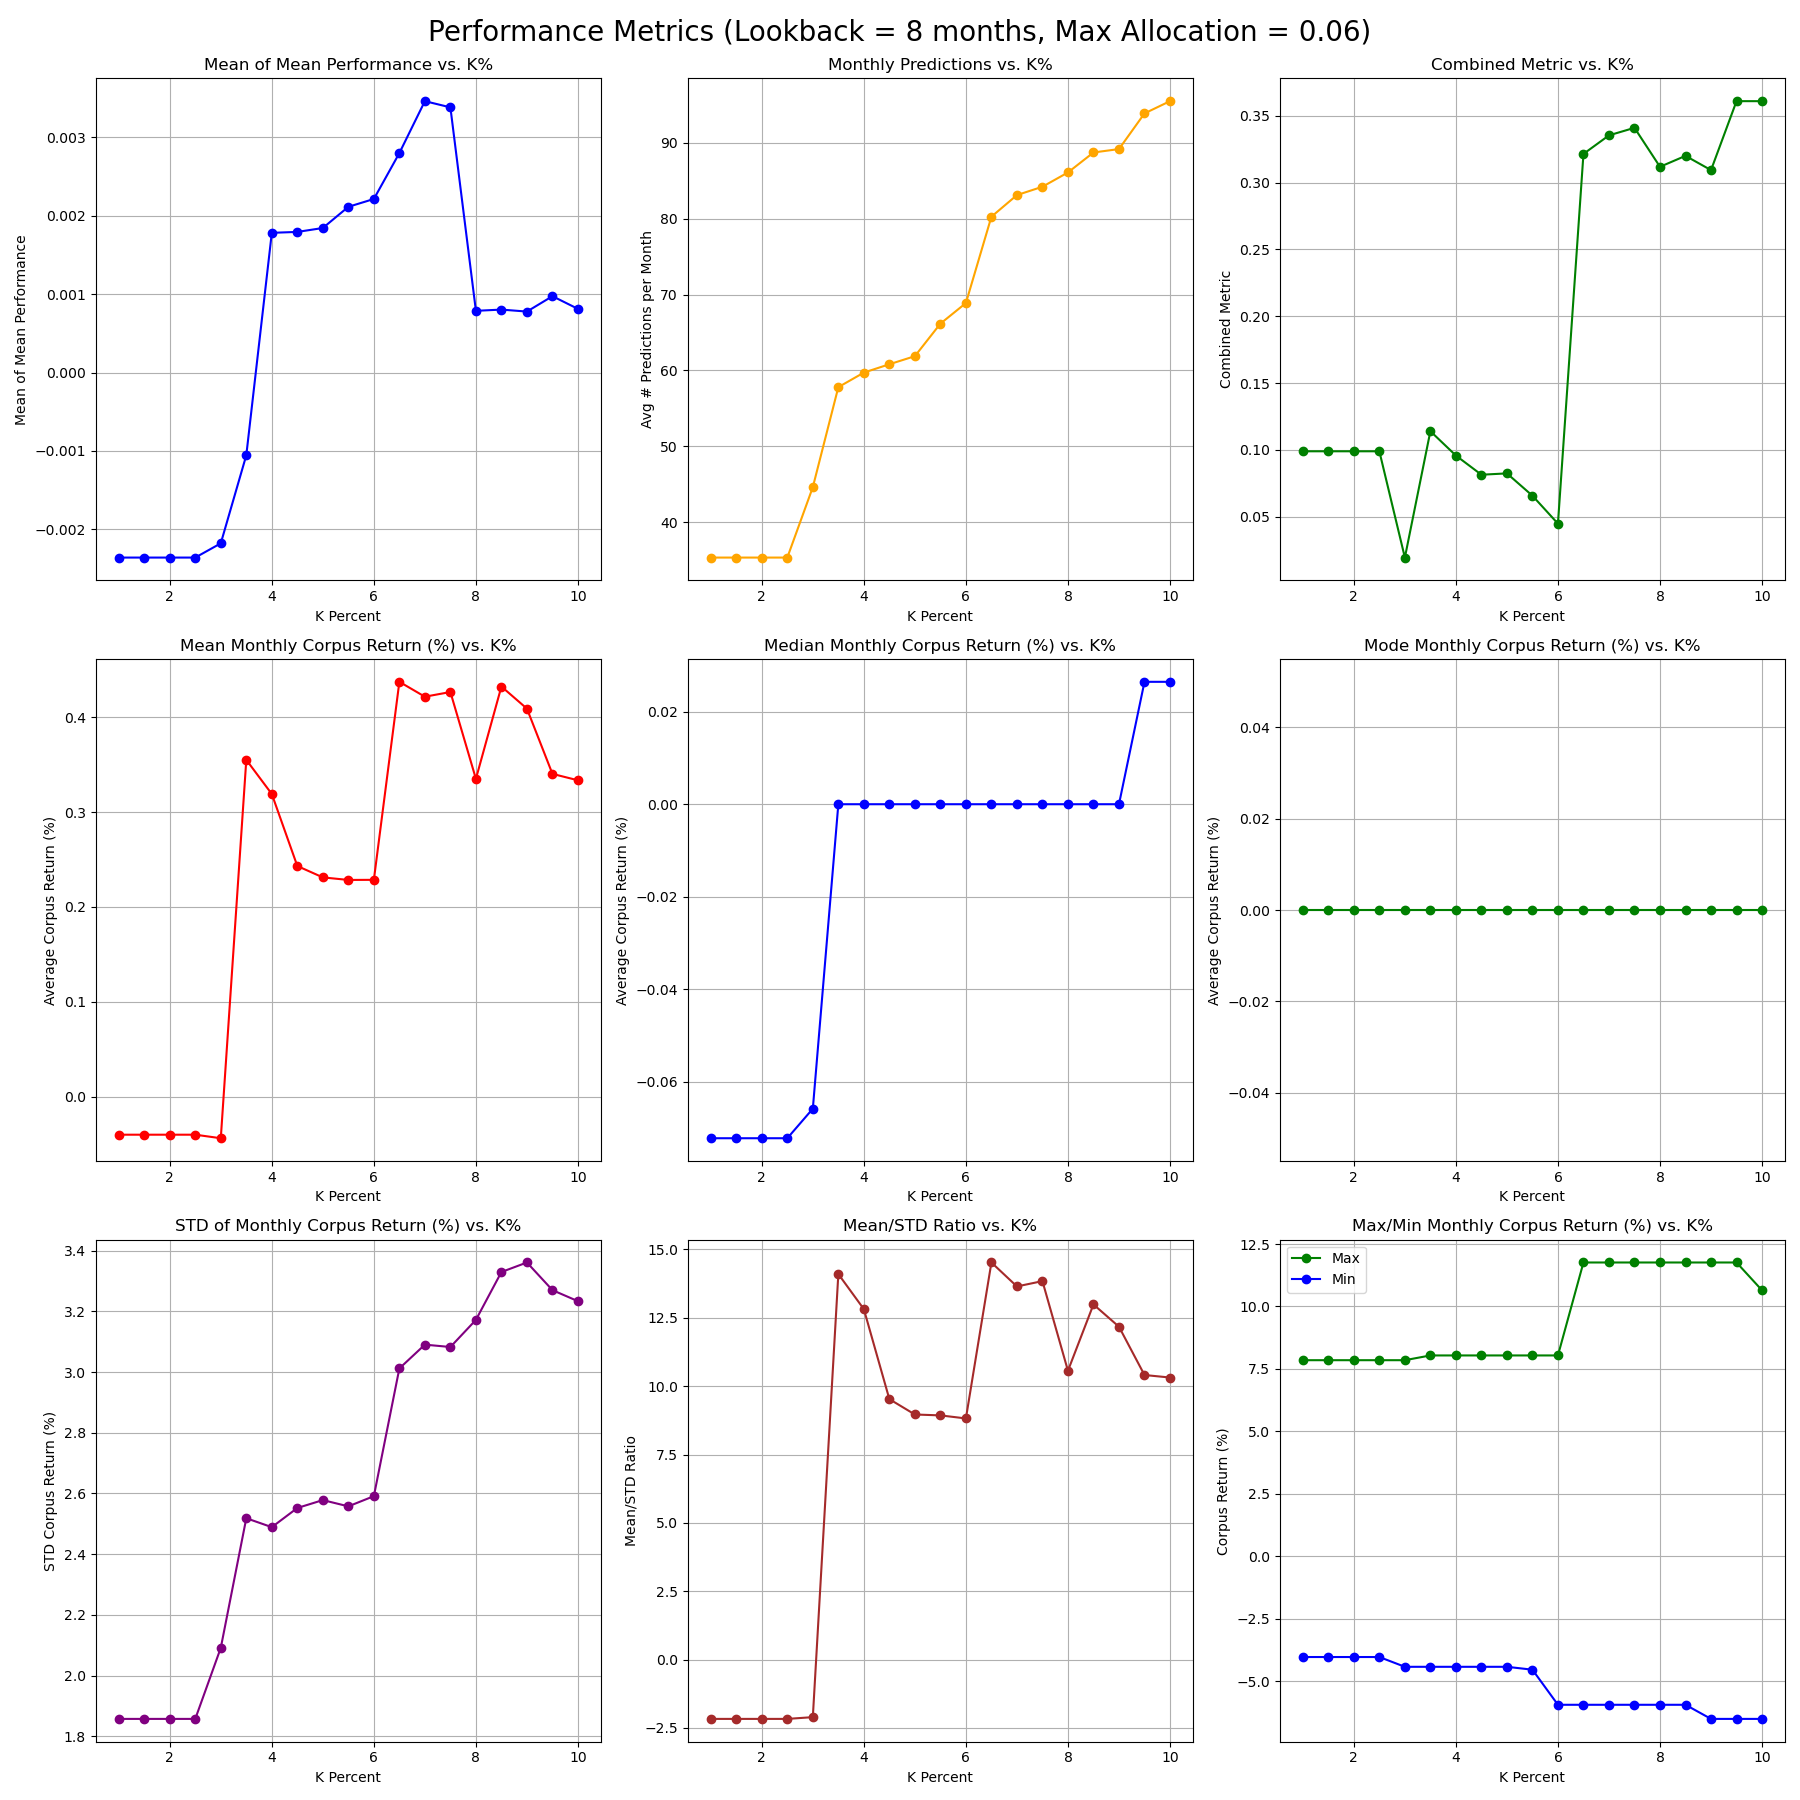 Performance Metrics (Lookback = 8 months, Max Allocation = 0.06)
Mean of Mean Performance vs. K%
Mean of Mean Performance
0.003
0.002
0.001
0.000
−0.001
−0.002
2 4 6 8 10
K Percent
Monthly Predictions vs. K%
Avg # Predictions per Month
90
80
70
60
50
40
2 4 6 8 10
K Percent
Combined Metric vs. K%
Combined Metric
0.35
0.30
0.25
0.20
0.15
0.10
0.05
2 4 6 8 10
K Percent
Mean Monthly Corpus Return (%) vs. K%
Average Corpus Return (%)
0.4
0.3
0.2
0.1
0.0
2 4 6 8 10
K Percent
Median Monthly Corpus Return (%) vs. K%
Average Corpus Return (%)
0.02
0.00
−0.02
−0.04
−0.06
2 4 6 8 10
K Percent
Mode Monthly Corpus Return (%) vs. K%
Average Corpus Return (%)
0.04
0.02
0.00
−0.02
−0.04
2 4 6 8 10
K Percent
STD of Monthly Corpus Return (%) vs. K%
STD Corpus Return (%)
3.4
3.2
3.0
2.8
2.6
2.4
2.2
2.0
1.8
2 4 6 8 10
K Percent
Mean/STD Ratio vs. K%
Mean/STD Ratio
15.0
12.5
10.0
7.5
5.0
2.5
0.0
−2.5
2 4 6 8 10
K Percent
Max/Min Monthly Corpus Return (%) vs. K%
Max
Min
Corpus Return (%)
12.5
10.0
7.5
5.0
2.5
0.0
−2.5
−5.0
2 4 6 8 10
K Percent